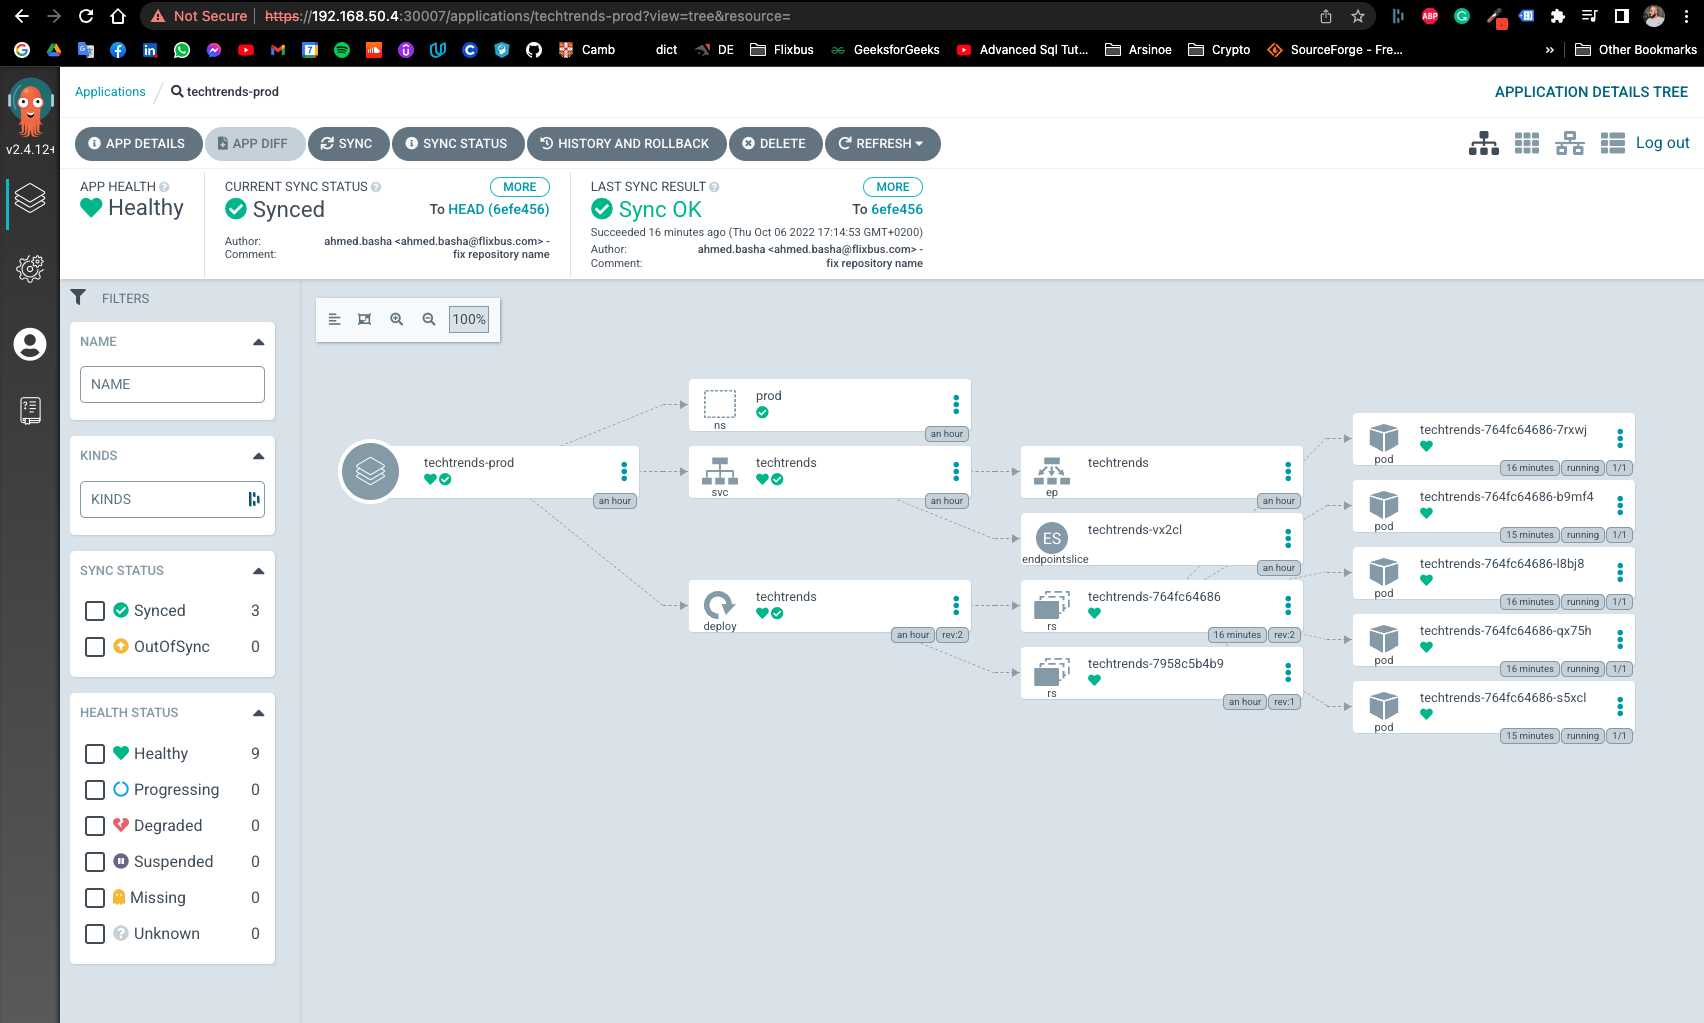 Not Secure
https://192.168.50.4:30007/applications/techtrends-prod?view=tree&resource=
ABP
7
Camb
dict
DE
Flixbus
GeeksforGeeks
Advanced Sql Tut...
Arsinoe
Crypto
SourceForge - Fre...
»
Other Bookmarks
v2.4.12+
Applications
techtrends-prod
APPLICATION DETAILS TREE
APP DETAILS
APP DIFF
SYNC
SYNC STATUS
HISTORY AND ROLLBACK
DELETE
REFRESH
Log out
APP HEALTH
Healthy
CURRENT SYNC STATUS
MORE
Synced
To HEAD (6efe456)
Author: ahmed.basha <ahmed.basha@flixbus.com> -
Comment: fix repository name
LAST SYNC RESULT
MORE
Sync OK
To 6efe456
Succeeded 16 minutes ago (Thu Oct 06 2022 17:14:53 GMT+0200)
Author: ahmed.basha <ahmed.basha@flixbus.com> -
Comment: fix repository name
FILTERS
NAME
NAME
KINDS
KINDS
SYNC STATUS
Synced 3
OutOfSync 0
HEALTH STATUS
Healthy 9
Progressing 0
Degraded 0
Suspended 0
Missing 0
Unknown 0
100%
techtrends-prod
an hour
prod
ns
an hour
techtrends
svc
an hour
techtrends
deploy
an hour rev:2
techtrends
ep
an hour
ES
techtrends-vx2cl
endpointslice
an hour
techtrends-764fc64686
rs
16 minutes rev:2
techtrends-7958c5b4b9
rs
an hour rev:1
techtrends-764fc64686-7rxwj
pod
16 minutes running 1/1
techtrends-764fc64686-b9mf4
pod
15 minutes running 1/1
techtrends-764fc64686-l8bj8
pod
16 minutes running 1/1
techtrends-764fc64686-qx75h
pod
16 minutes running 1/1
techtrends-764fc64686-s5xcl
pod
15 minutes running 1/1